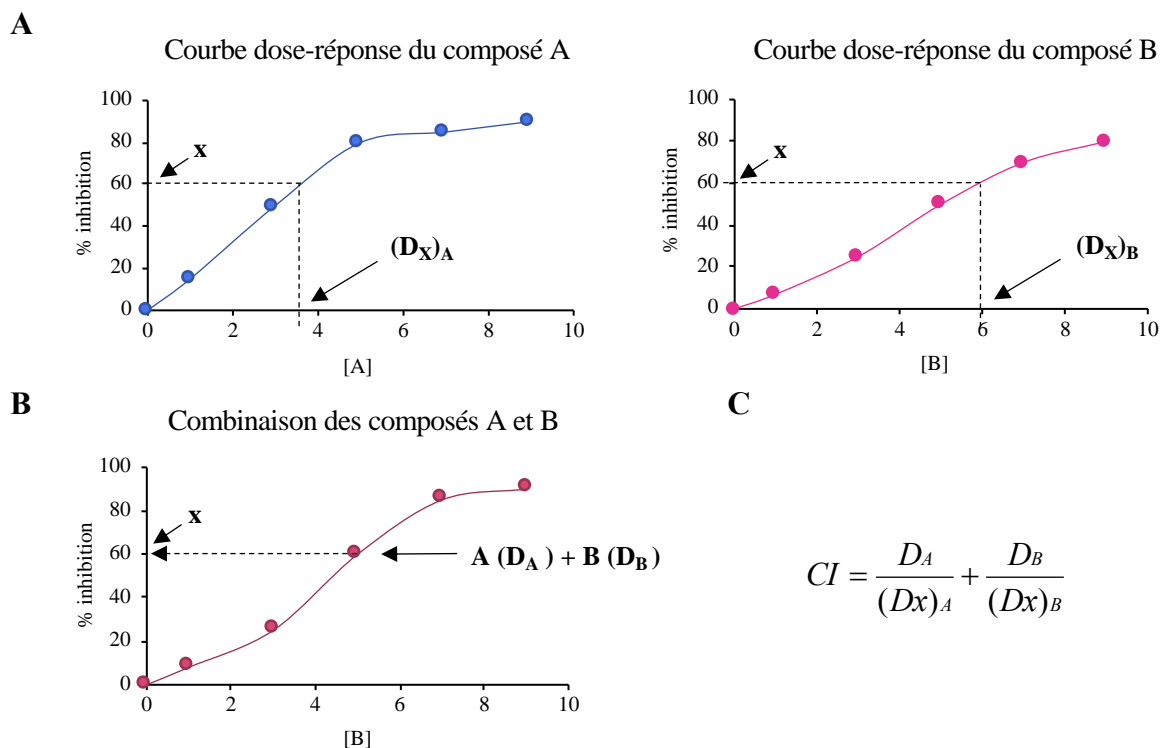 A
Courbe dose-réponse du composé A
% inhibition
100
80
60
40
20
0
x
(DX)A
0 2 4 6 8 10
[A]
Courbe dose-réponse du composé B
% inhibition
100
80
60
40
20
0
x
(DX)B
0 2 4 6 8 10
[B]
B
Combinaison des composés A et B
% inhibition
100
80
60
40
20
0
x
A (DA) + B (DB)
0 2 4 6 8 10
[B]
C
CI = DA/(Dx)A + DB/(Dx)B